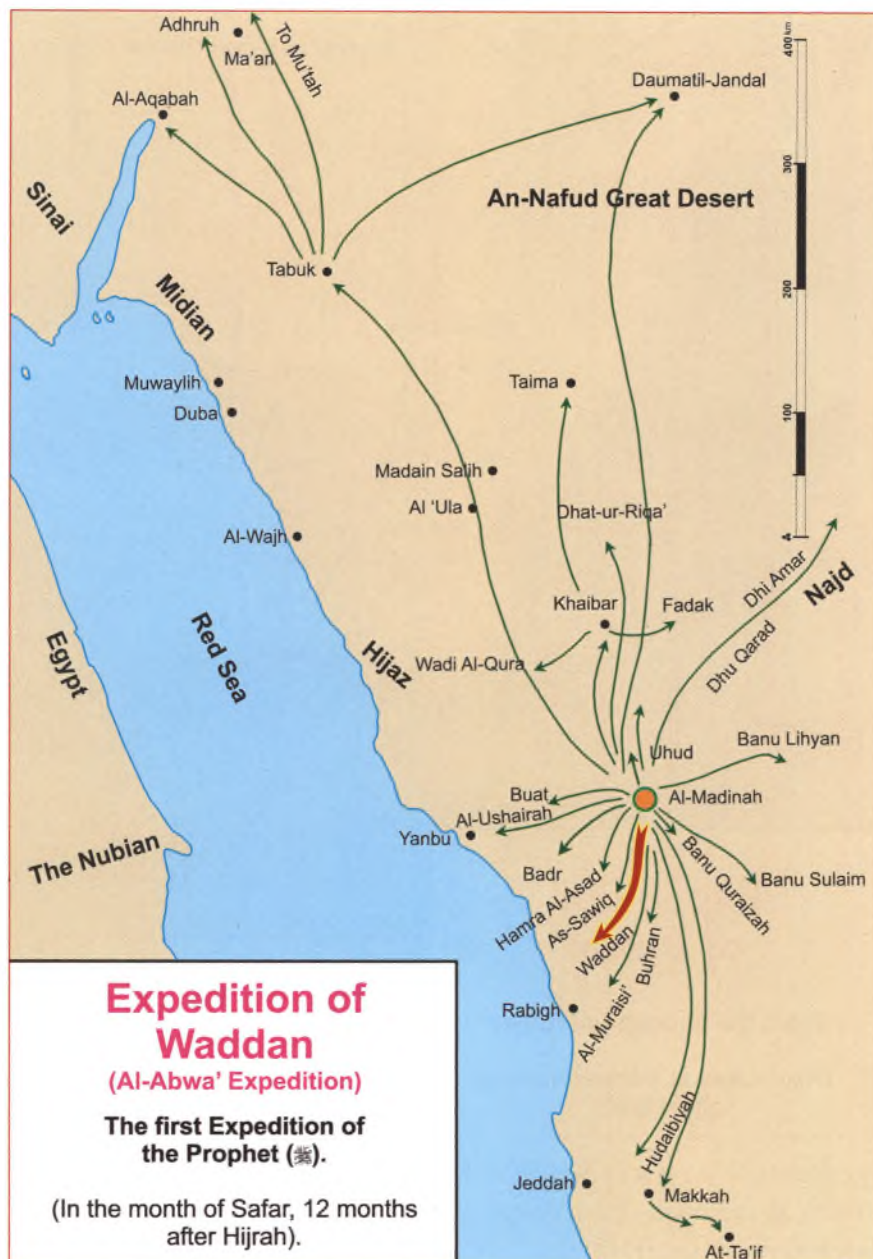 Adhruh
Ma'an
To Mu'tah
400 km
Daumatil-Jandal
Al-Aqabah
300
Sinai
An-Nafud Great Desert
Tabuk
200
Midian
Muwaylih
Taima
Duba
100
Madain Salih
Al 'Ula
Dhat-ur-Riqa'
Al-Wajh
Dhi Amar
Najd
Khaibar
Fadak
Red Sea
Hijaz
Wadi Al-Qura
Dhu Qarad
Egypt
Uhud
Banu Lihyan
Buat
Al-Madinah
Al-Ushairah
Yanbu
The Nubian
Badr
Hamra Al-Asad
As-Sawiq
Banu Quraizah
Banu Sulaim
Waddan
Buhran
Rabigh
Al-Muraisi'
Hudaibiyah
Jeddah
Makkah
At-Ta'if
Expedition of
Waddan
(Al-Abwa' Expedition)
The first Expedition of
the Prophet (ﷺ).
(In the month of Safar, 12 months
after Hijrah).